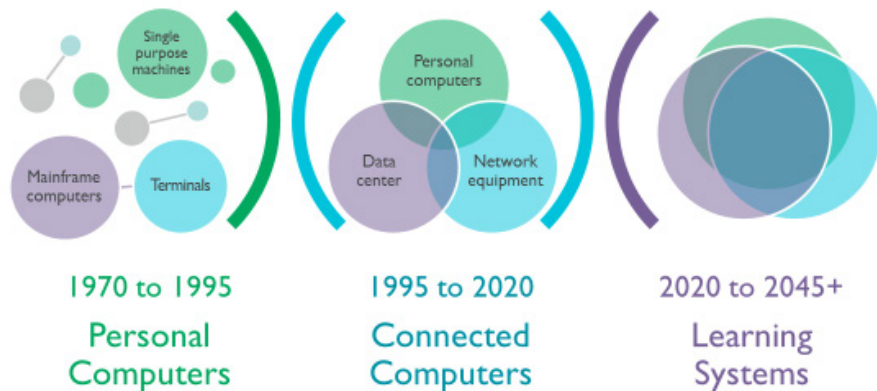 Single
purpose
machines
Mainframe
computers
Terminals
Personal
computers
Data
center
Network
equipment
1970 to 1995
Personal
Computers
1995 to 2020
Connected
Computers
2020 to 2045+
Learning
Systems